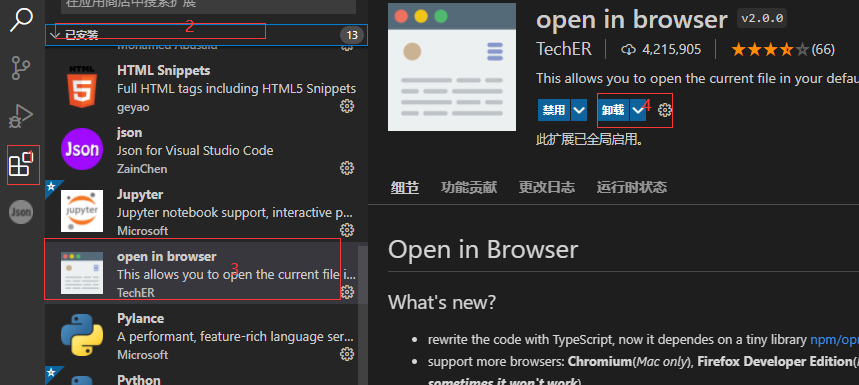 在应用商店中搜索扩展
2
已安装
13
Mohamed Abusaid
HTML Snippets
Full HTML tags including HTML5 Snippets
geyao
json
Json for Visual Studio Code
ZainChen
Jupyter
Jupyter notebook support, interactive p...
Microsoft
open in browser
This allows you to open the current file i...
3
TechER
Pylance
A performant, feature-rich language ser...
Microsoft
Python
1
Json
HTML
5
Json
jupyter
open in browser
v2.0.0
TechER
4,215,905
(66)
This allows you to open the current file in your defau
禁用
卸载
4
此扩展已全局启用。
细节
功能贡献
更改日志
运行时状态
Open in Browser
What's new?
• rewrite the code with TypeScript, now it dependes on a tiny library npm/op
• support more browsers: Chromium(Mac only), Firefox Developer Edition(
sometimes it won't work)